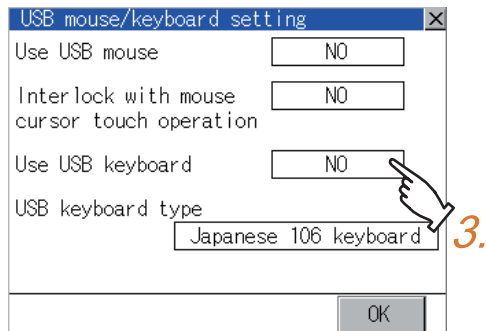 USB mouse/keyboard setting
Use USB mouse NO
Interlock with mouse NO
cursor touch operation
Use USB keyboard NO
USB keyboard type
Japanese 106 keyboard
3.
OK